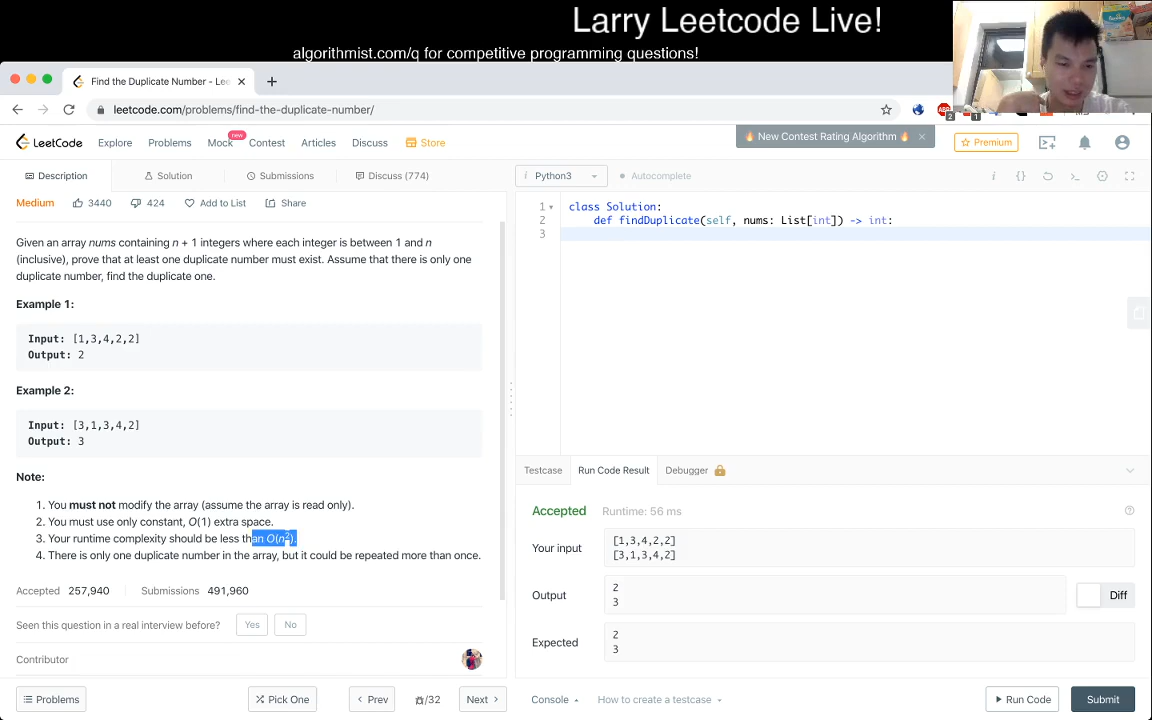 Larry Leetcode Live!
algorithmist.com/q for competitive programming questions!
Find the Duplicate Number - Lee
leetcode.com/problems/find-the-duplicate-number/
ABP
2
1
LeetCode
Explore
Problems
Mock
new
Contest
Articles
Discuss
Store
🔥 New Contest Rating Algorithm 🔥
Premium
Description
Solution
Submissions
Discuss (774)
Medium
3440
424
Add to List
Share
Given an array nums containing n + 1 integers where each integer is between 1 and n
(inclusive), prove that at least one duplicate number must exist. Assume that there is only one
duplicate number, find the duplicate one.
Example 1:
Input: [1,3,4,2,2]
Output: 2
Example 2:
Input: [3,1,3,4,2]
Output: 3
Note:
1. You must not modify the array (assume the array is read only).
2. You must use only constant, O(1) extra space.
3. Your runtime complexity should be less than O(n²).
4. There is only one duplicate number in the array, but it could be repeated more than once.
Accepted 257,940
Submissions 491,960
Seen this question in a real interview before?
Yes
No
Contributor
Problems
Pick One
Prev
/32
Next
i Python3
Autocomplete
1 class Solution:
2 def findDuplicate(self, nums: List[int]) -> int:
3
Testcase
Run Code Result
Debugger
Accepted
Runtime: 56 ms
Your input
[1,3,4,2,2]
[3,1,3,4,2]
Output
2
3
Diff
Expected
2
3
Console
How to create a testcase
Run Code
Submit